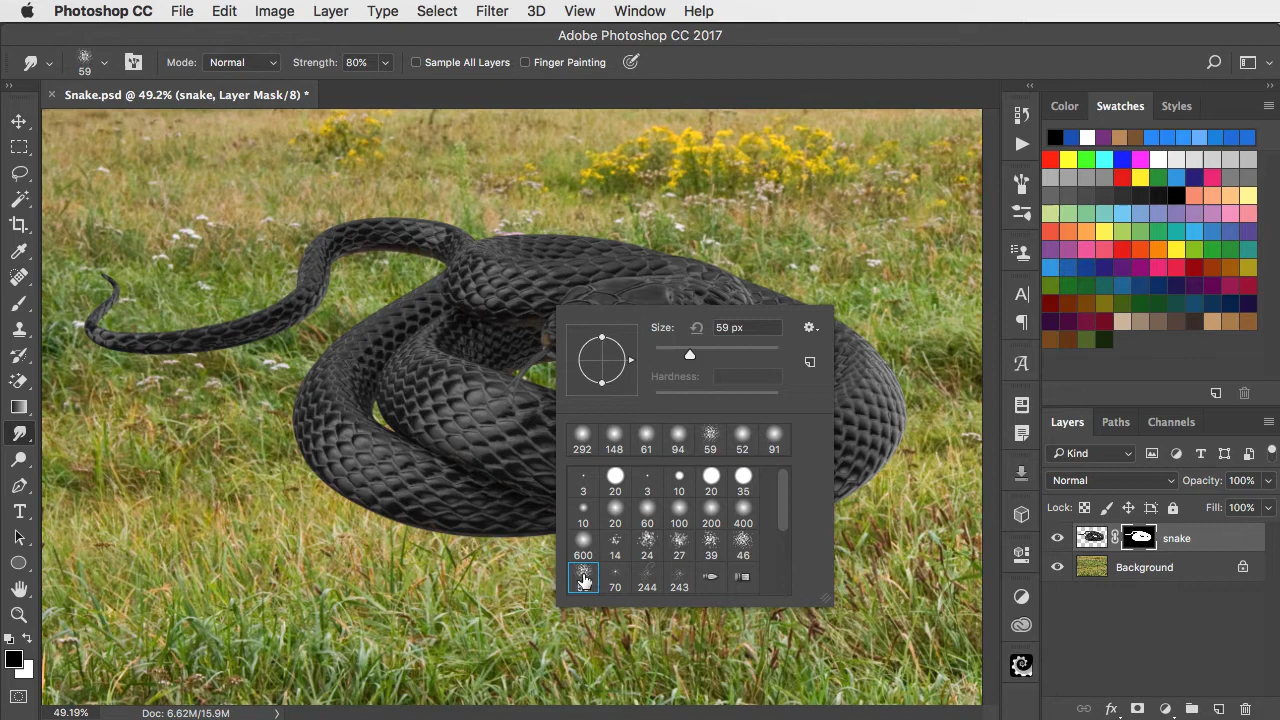 Photoshop CC File Edit Image Layer Type Select Filter 3D View Window Help
Adobe Photoshop CC 2017
59 Mode: Normal Strength: 80% Sample All Layers Finger Painting
× Snake.psd @ 49.2% (snake, Layer Mask/8) *
Color Swatches Styles
Size: 59 px
Hardness:
292 148 61 94 59 52 91
3 20 3 10 20 35
10 20 60 100 200 400
600 14 24 27 39 46
70 244 243
Layers Paths Channels
Kind
Normal Opacity: 100%
Lock: Fill: 100%
snake
Background
49.19% Doc: 6.62M/15.9M